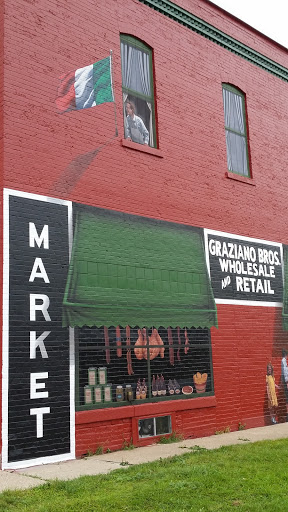 MARKET
GRAZIANO BROS.
WHOLESALE
AND RETAIL